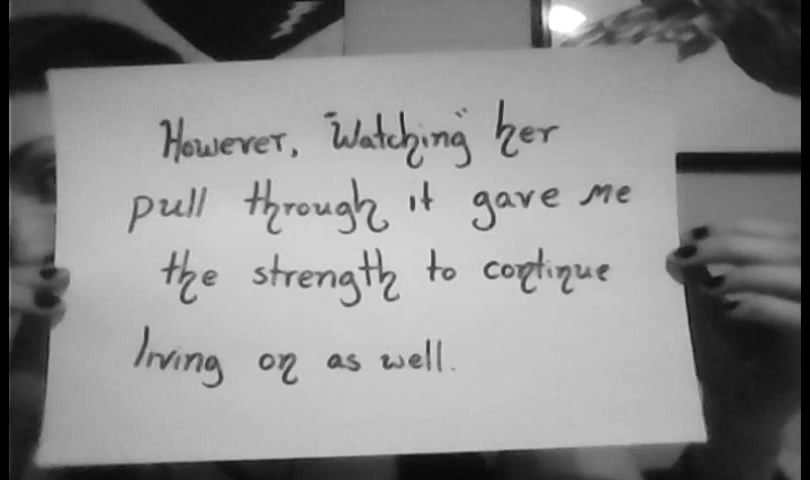 However, "Watching" her
pull through it gave me
the strength to continue
living on as well.